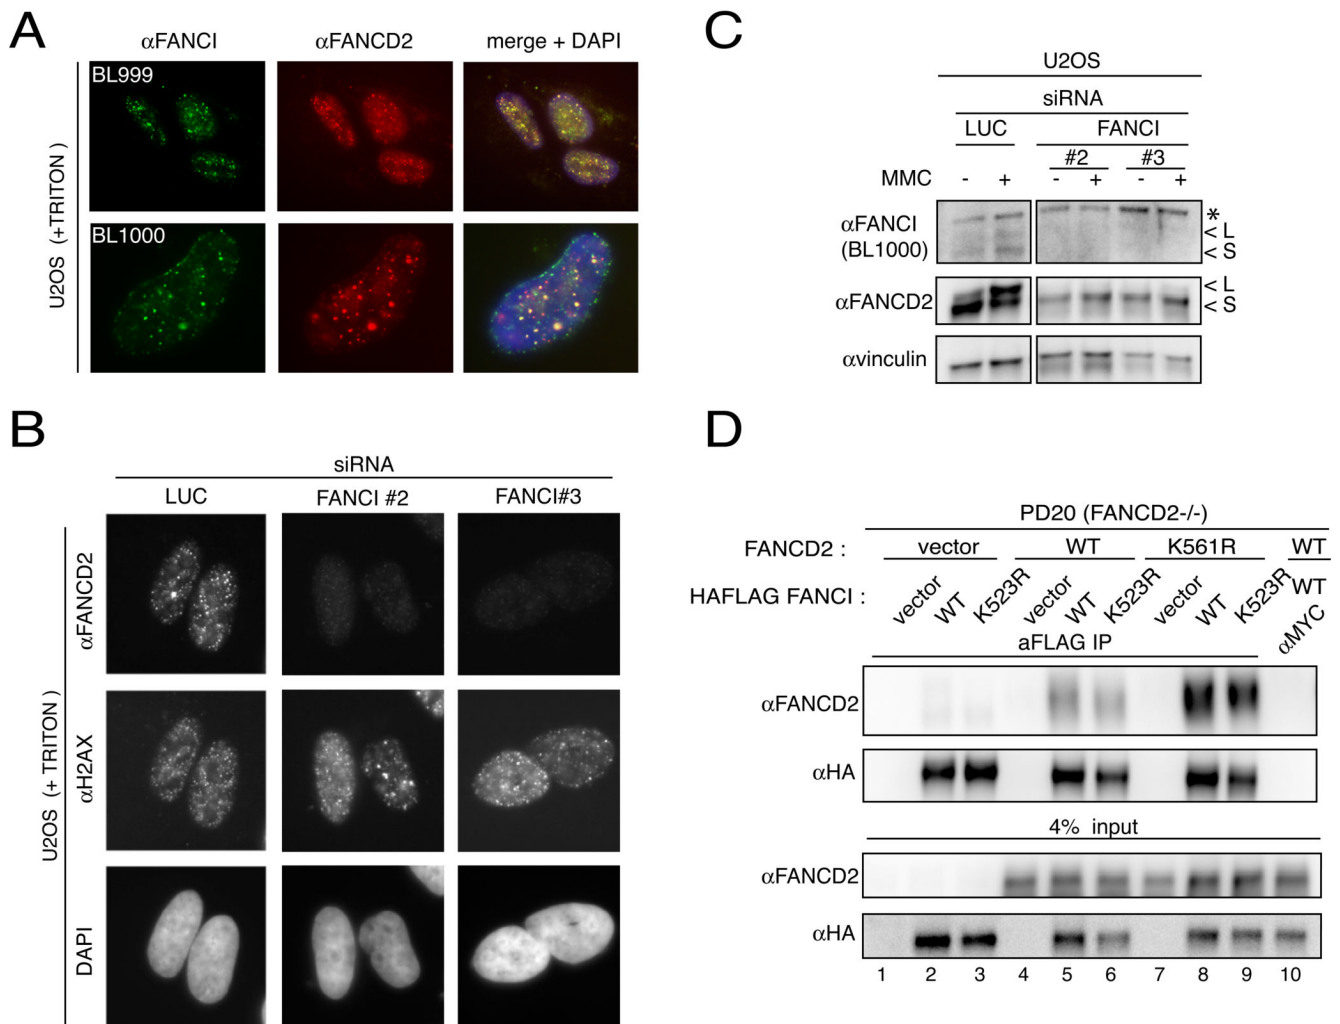 A
αFANCI αFANCD2 merge + DAPI
U2OS (+TRITON)
BL999
BL1000
B
siRNA
LUC FANCI #2 FANCI#3
U2OS (+ TRITON)
αFANCD2
αH2AX
DAPI
C
U2OS
siRNA
LUC FANCI
#2 #3
MMC - + - + - +
αFANCI
(BL1000)
*
< L
< S
αFANCD2
< L
< S
αvinculin
D
PD20 (FANCD2-/-)
FANCD2 : vector WT K561R WT
HAFLAG FANCI : vector WT K523R vector WT K523R vector WT K523R WT
αMYC
aFLAG IP
αFANCD2
αHA
4% input
αFANCD2
αHA
1 2 3 4 5 6 7 8 9 10